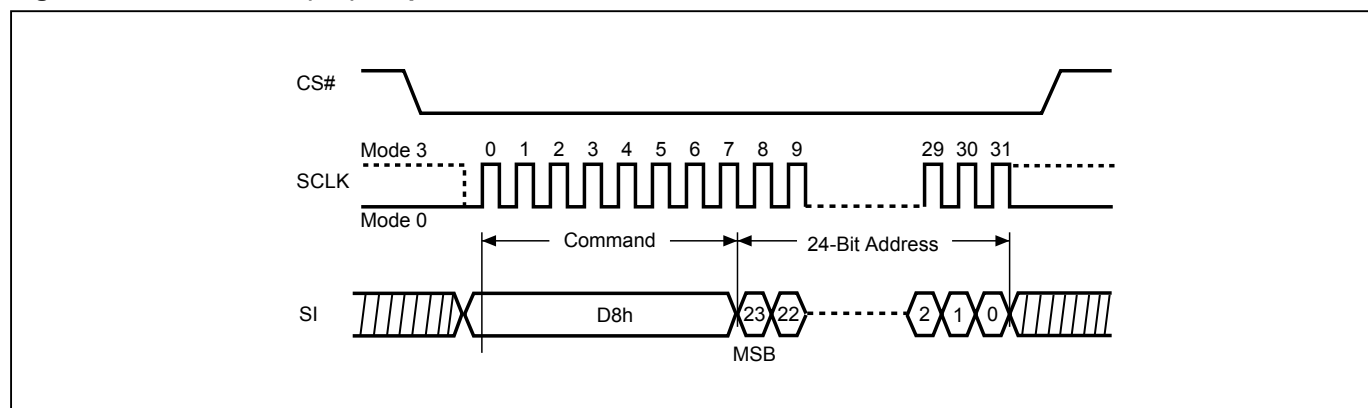 CS#
Mode 3
0 1 2 3 4 5 6 7 8 9 29 30 31
SCLK
Mode 0
Command 24-Bit Address
SI D8h 23 22 2 1 0
MSB